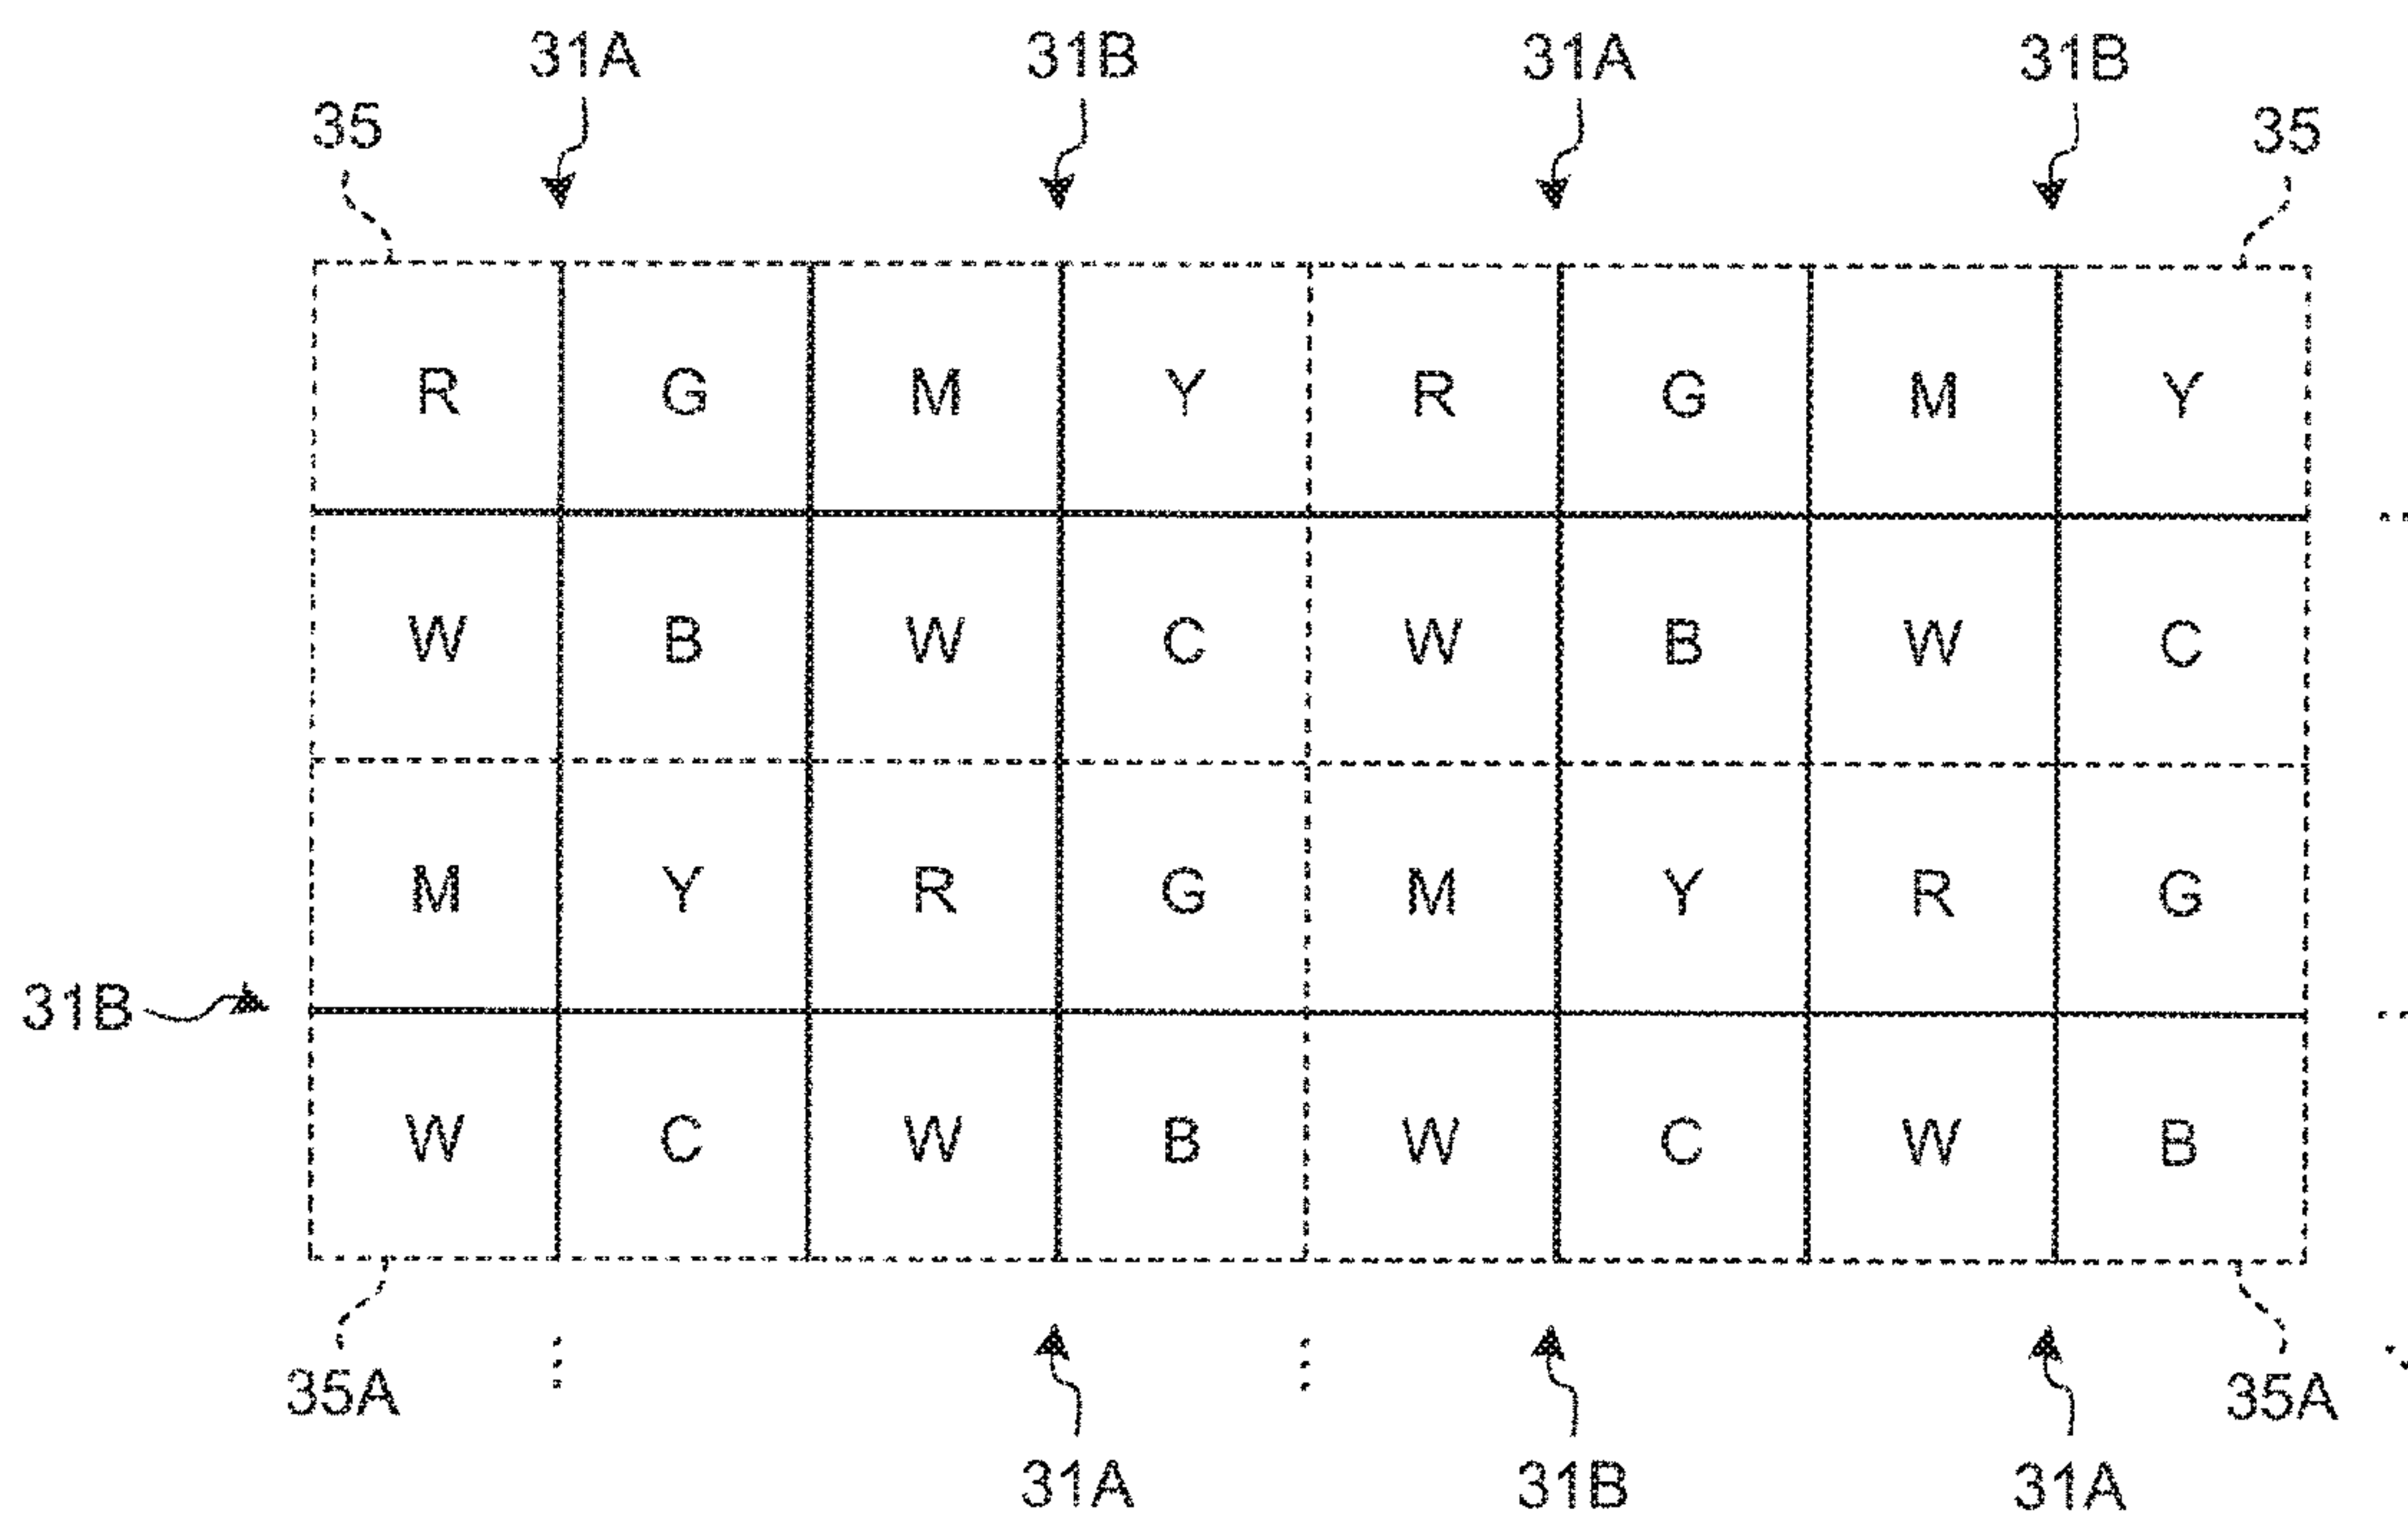 31A 31B 31A 31B
35 35
R G M Y R G M Y
W B W C W B W C
M Y R G M Y R G
31B
W C W B W C W B
35A 35A
31A 31B 31A